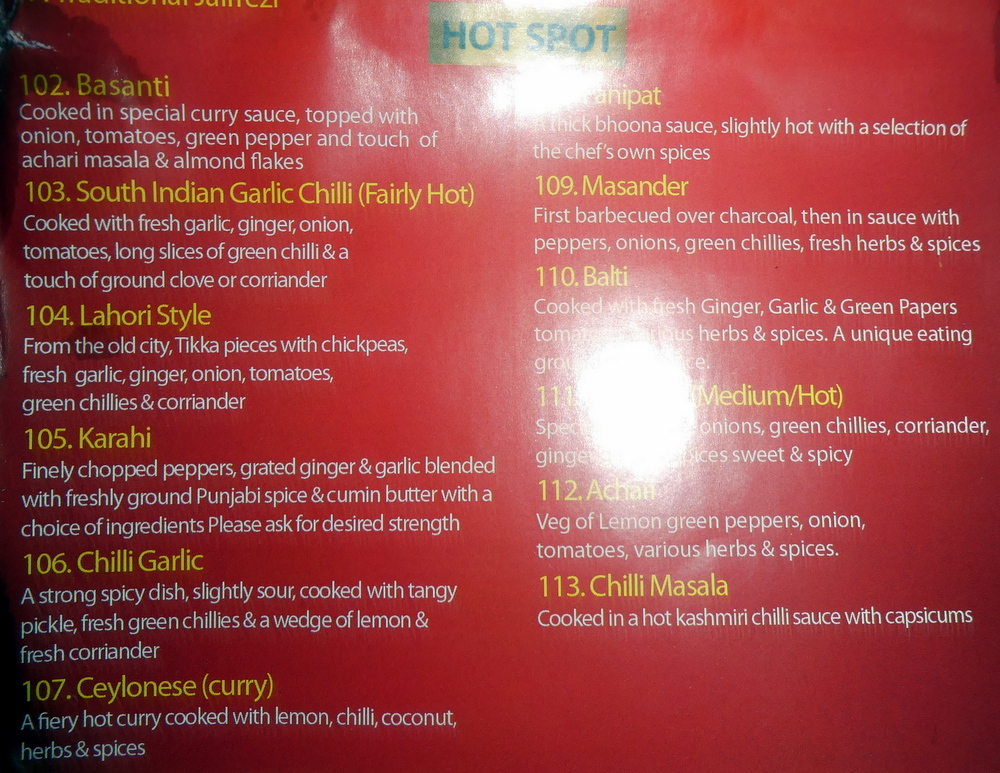 Traditional Jalfrezi
HOT SPOT
102. Basanti
Cooked in special curry sauce, topped with
onion, tomatoes, green pepper and touch of
achari masala & almond flakes
103. South Indian Garlic Chilli (Fairly Hot)
Cooked with fresh garlic, ginger, onion,
tomatoes, long slices of green chilli & a
touch of ground clove or corriander
104. Lahori Style
From the old city, Tikka pieces with chickpeas,
fresh garlic, ginger, onion, tomatoes,
green chillies & corriander
105. Karahi
Finely chopped peppers, grated ginger & garlic blended
with freshly ground Punjabi spice & cumin butter with a
choice of ingredients Please ask for desired strength
106. Chilli Garlic
A strong spicy dish, slightly sour, cooked with tangy
pickle, fresh green chillies & a wedge of lemon &
fresh corriander
107. Ceylonese (curry)
A fiery hot curry cooked with lemon, chilli, coconut,
herbs & spices
A thick bhoona sauce, slightly hot with a selection of
the chef's own spices
109. Masander
First barbecued over charcoal, then in sauce with
peppers, onions, green chillies, fresh herbs & spices
110. Balti
Cooked with fresh Ginger, Garlic & Green Papers
herbs & spices. A unique eating
(Medium/Hot)
onions, green chillies, corriander,
sweet & spicy
112. Achari
Veg of Lemon green peppers, onion,
tomatoes, various herbs & spices.
113. Chilli Masala
Cooked in a hot kashmiri chilli sauce with capsicums